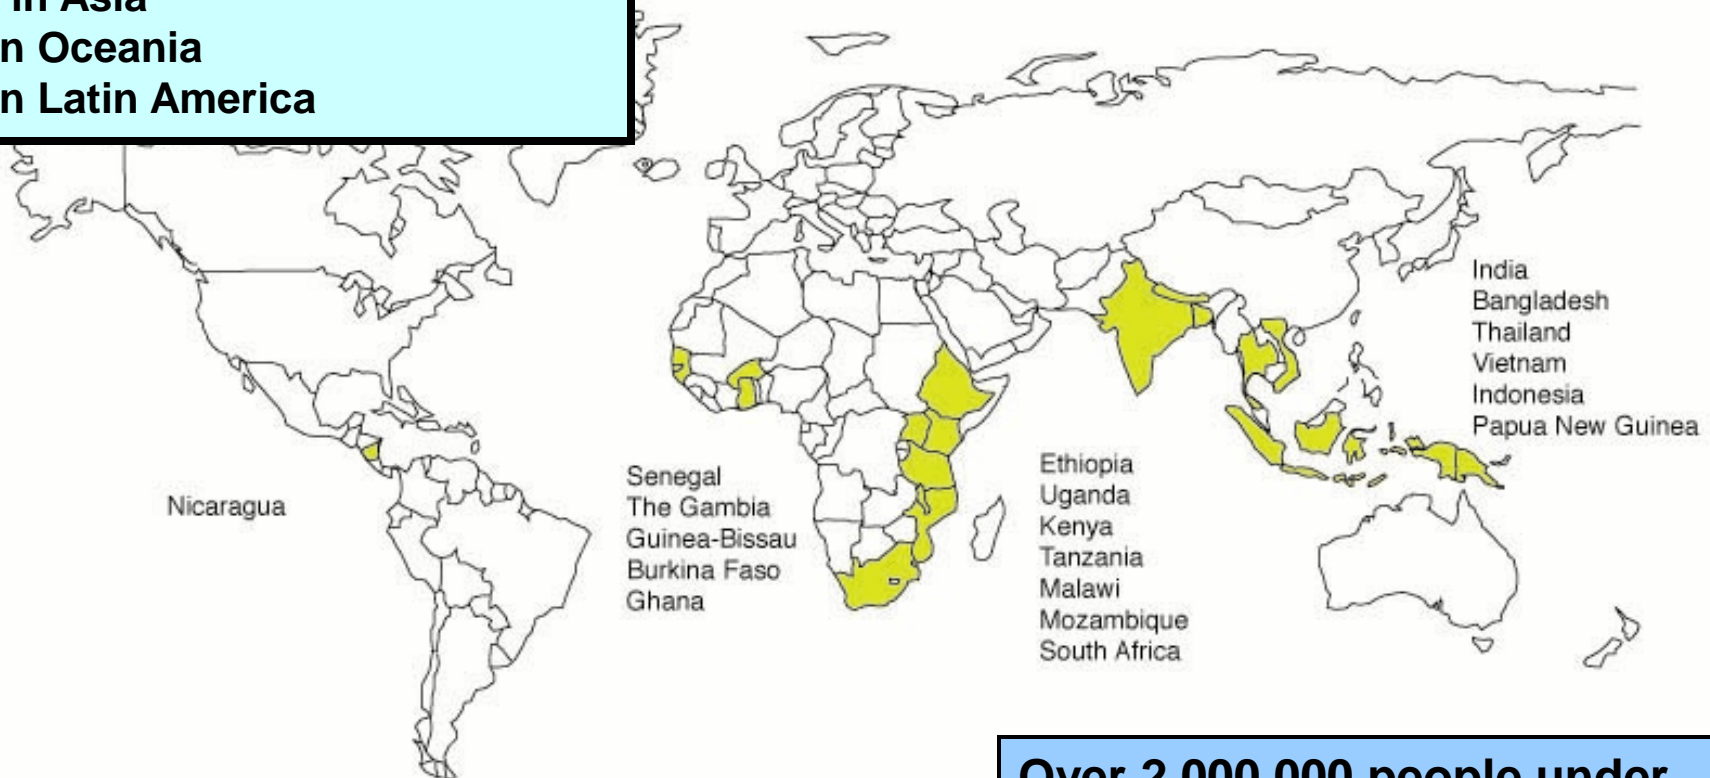 in Asia
n Oceania
n Latin America
India
Bangladesh
Thailand
Vietnam
Indonesia
Papua New Guinea
Nicaragua
Senegal
The Gambia
Guinea-Bissau
Burkina Faso
Ghana
Ethiopia
Uganda
Kenya
Tanzania
Malawi
Mozambique
South Africa
Over 2,000,000 people under